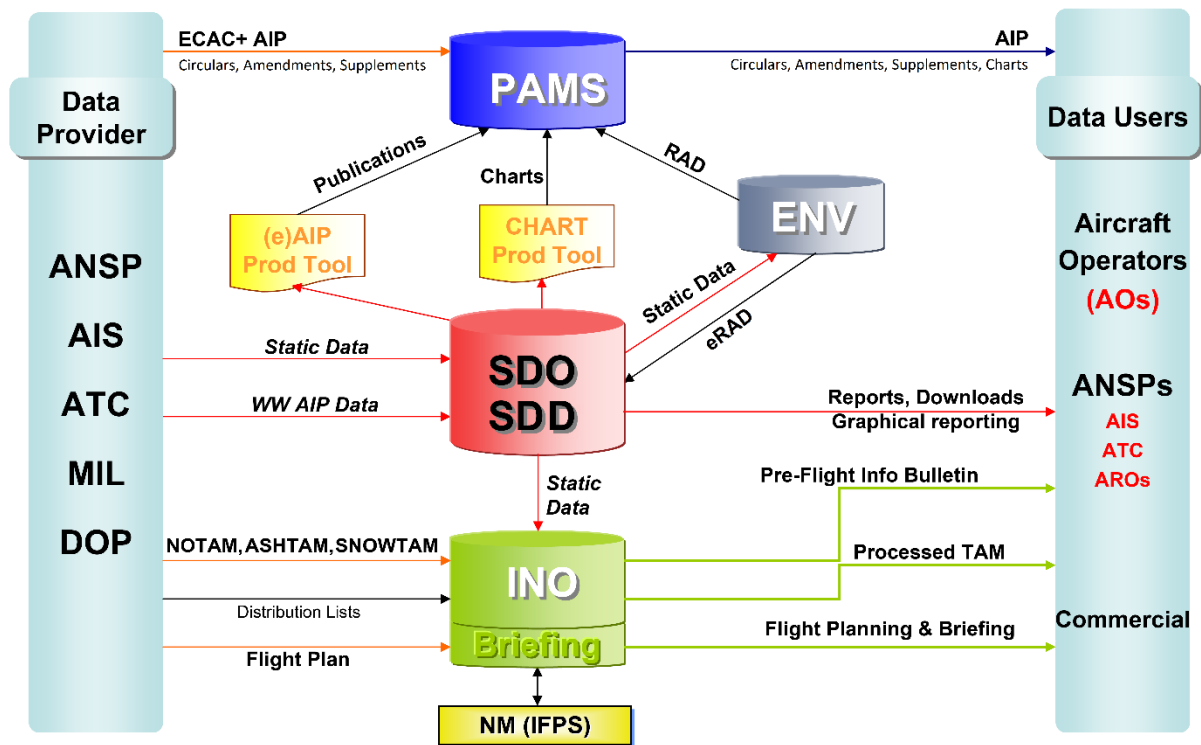 ECAC+ AIP
Circulars, Amendments, Supplements
PAMS
AIP
Circulars, Amendments, Supplements, Charts
Data
Provider
Data Users
Publications
Charts
RAD
(e)AIP
Prod Tool
CHART
Prod Tool
ENV
ANSP
AIS
ATC
MIL
DOP
Static Data
WW AIP Data
SDO
SDD
Static Data
eRAD
Aircraft
Operators
(AOs)
ANSPs
AIS
ATC
AROs
Commercial
Reports, Downloads
Graphical reporting
Static
Data
Pre-Flight Info Bulletin
NOTAM,ASHTAM,SNOWTAM
Processed TAM
INO
Distribution Lists
Briefing
Flight Planning & Briefing
Flight Plan
NM (IFPS)